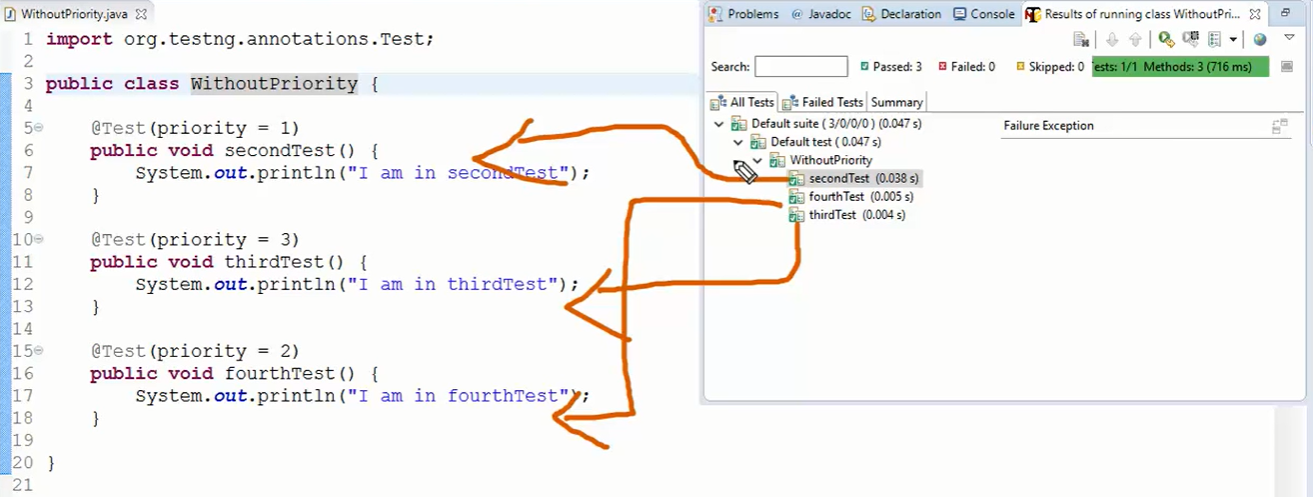 WithoutPriority.java
1 import org.testng.annotations.Test;
2
3 public class WithoutPriority {
4
5 @Test(priority = 1)
6 public void secondTest() {
7 System.out.println("I am in secondTest");
8 }
9
10 @Test(priority = 3)
11 public void thirdTest() {
12 System.out.println("I am in thirdTest");
13 }
14
15 @Test(priority = 2)
16 public void fourthTest() {
17 System.out.println("I am in fourthTest");
18 }
19
20 }
21
Problems @ Javadoc Declaration Console Results of running class WithoutPri...
Search: Passed: 3 Failed: 0 Skipped: 0 ests: 1/1 Methods: 3 (716 ms)
All Tests Failed Tests Summary
Default suite ( 3/0/0/0 ) (0.047 s) Failure Exception
Default test ( 0.047 s)
WithoutPriority
secondTest (0.038 s)
fourthTest (0.005 s)
thirdTest (0.004 s)